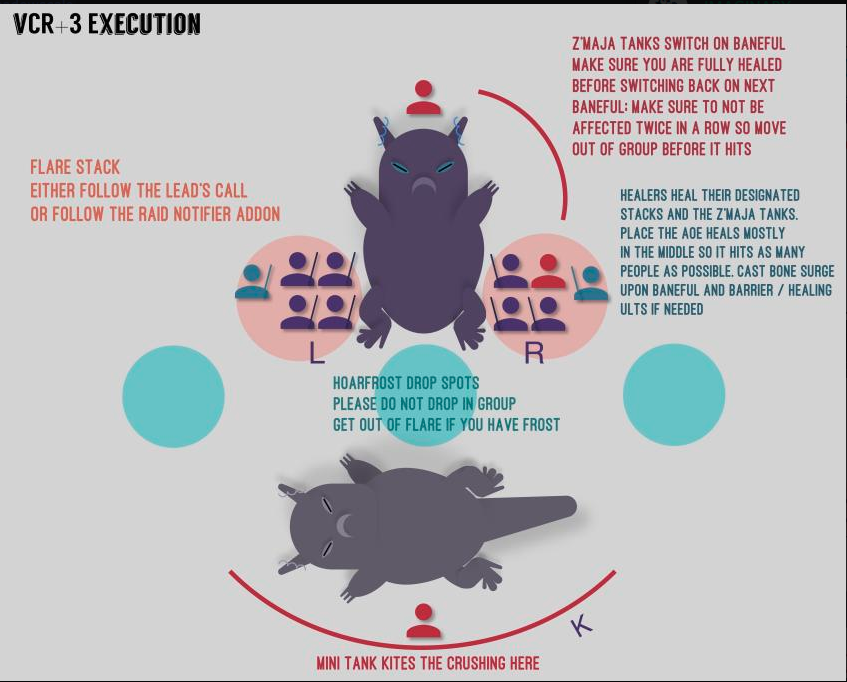 VCR+3 EXECUTION
Z'MAJA TANKS SWITCH ON BANEFUL
MAKE SURE YOU ARE FULLY HEALED
BEFORE SWITCHING BACK ON NEXT
BANEFUL; MAKE SURE TO NOT BE
AFFECTED TWICE IN A ROW SO MOVE
OUT OF GROUP BEFORE IT HITS
FLARE STACK
EITHER FOLLOW THE LEAD'S CALL
OR FOLLOW THE RAID NOTIFIER ADDON
HEALERS HEAL THEIR DESIGNATED
STACKS AND THE Z'MAJA TANKS.
PLACE THE AOE HEALS MOSTLY
IN THE MIDDLE SO IT HITS AS MANY
PEOPLE AS POSSIBLE. CAST BONE SURGE
UPON BANEFUL AND BARRIER / HEALING
ULTS IF NEEDED
L
R
HOARFROST DROP SPOTS
PLEASE DO NOT DROP IN GROUP
GET OUT OF FLARE IF YOU HAVE FROST
K
MINI TANK KITES THE CRUSHING HERE